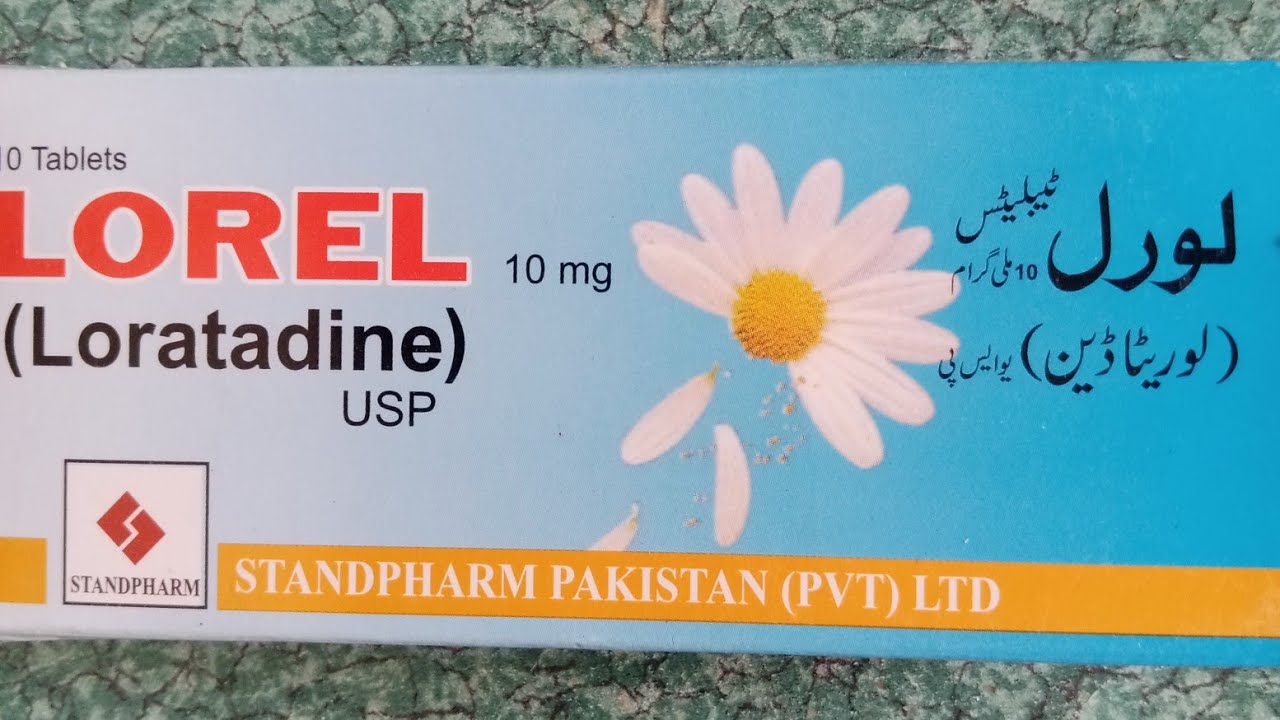 10 Tablets
LOREL 10 mg
(Loratadine)
USP
STANDPHARM
STANDPHARM PAKISTAN (PVT) LTD
لورل ٹیبلیٹس
10 ملی گرام
(لوریٹاڈین) یو ایس پی